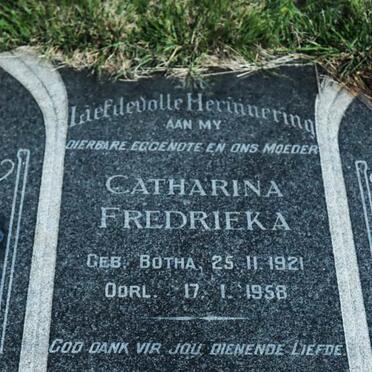 Liefdevolle Herinnering
AAN MY
DIERBARE EGGENOTE EN ONS MOEDER
CATHARINA
FREDRIEKA
GEB. BOTHA, 25. 11. 1921
OORL. 17. 1. 1958
GOD DANK VIR JOU DIENENDE LIEFDE.